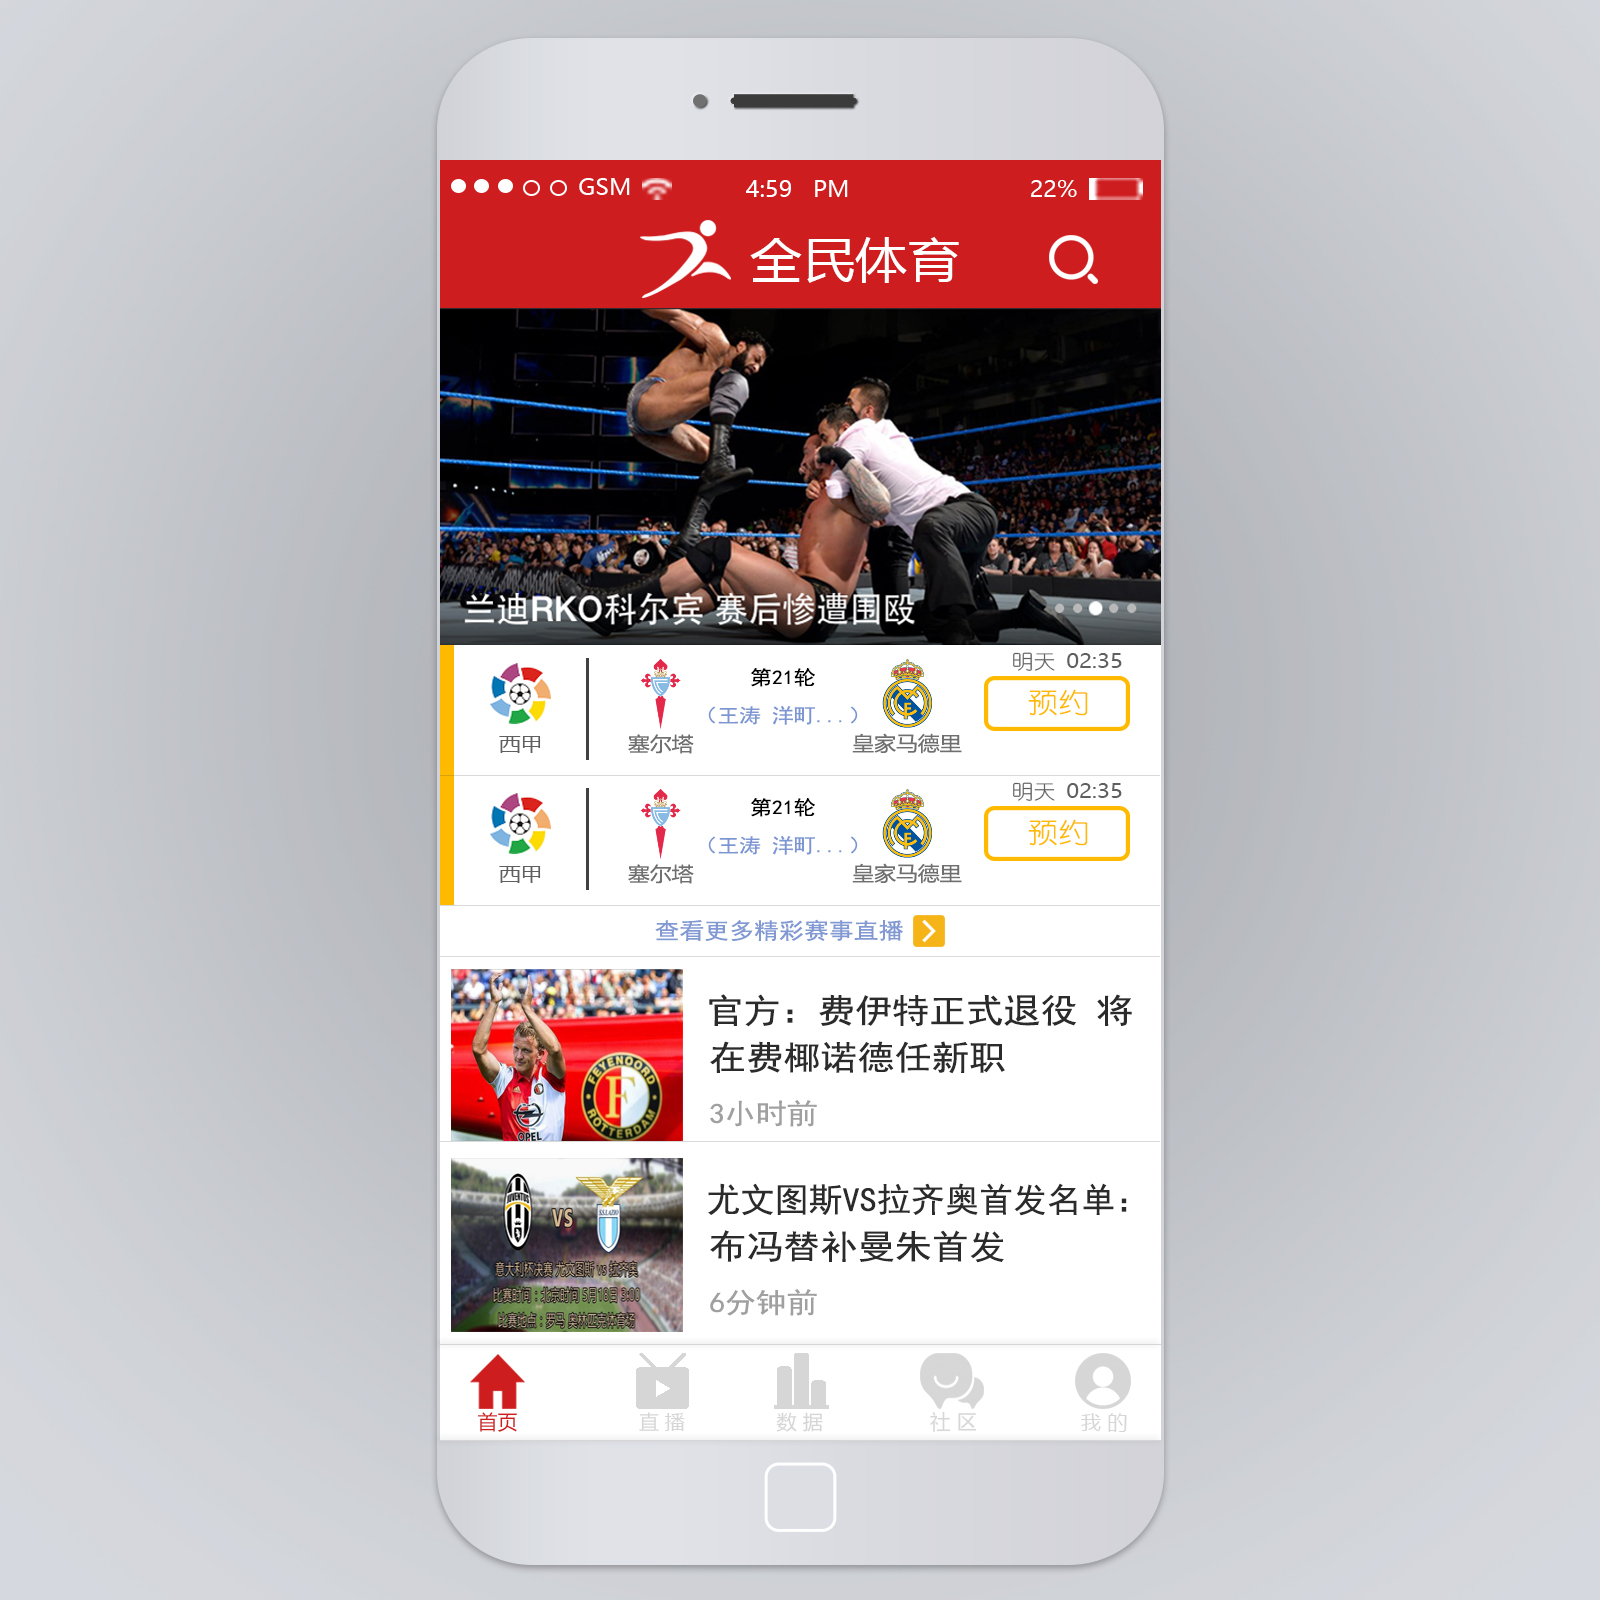 GSM 4:59 PM 22%
全民体育
兰迪RKO科尔宾 赛后惨遭围殴
明天 02:35
第21轮
预约
(王涛 洋町...)
西甲 塞尔塔 皇家马德里
明天 02:35
第21轮
预约
(王涛 洋町...)
西甲 塞尔塔 皇家马德里
查看更多精彩赛事直播
官方：费伊特正式退役 将
在费椰诺德任新职
3小时前
FEYENOORD
F
ROTTERDAM
OPEL
尤文图斯VS拉齐奥首发名单：
布冯替补曼朱首发
6分钟前
JUVENTUS
VS
S.S.LAZIO
意大利杯决赛 尤文图斯 vs 拉齐奥
比赛时间：北京时间 5月18日 3:00
比赛地点：罗马 奥林匹克体育场
首页 直播 数据 社区 我的